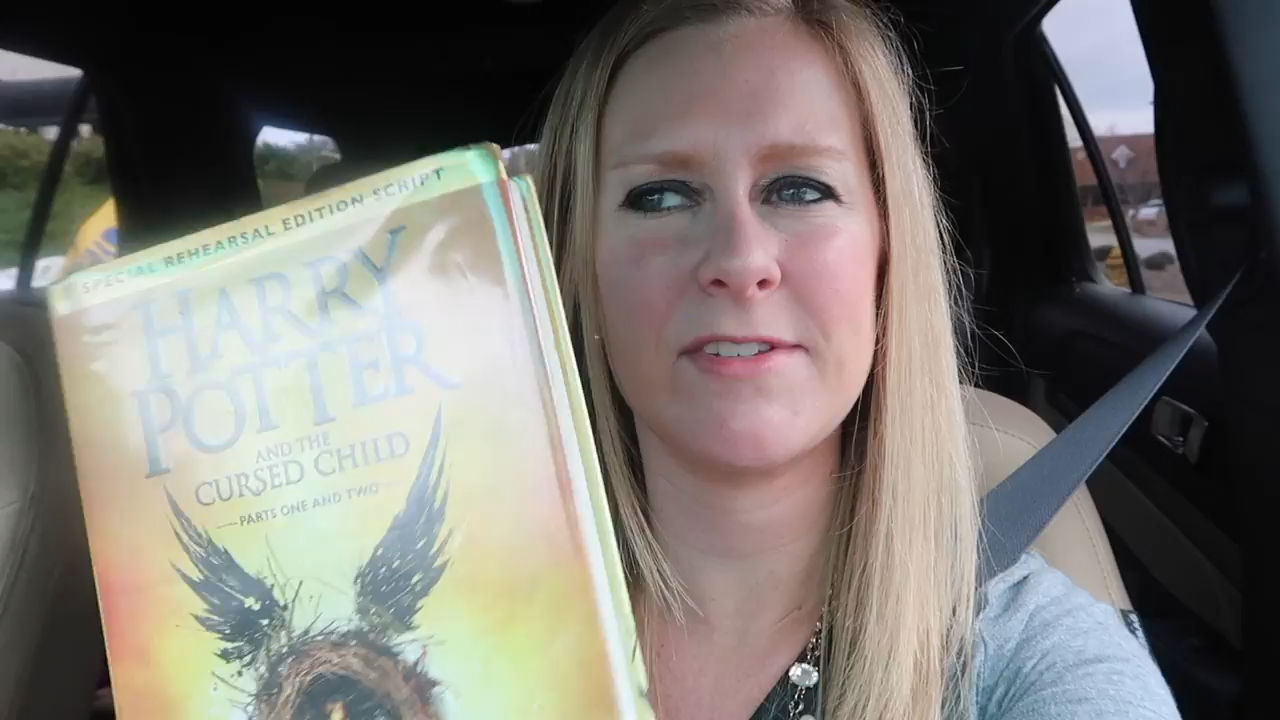 SPECIAL REHEARSAL EDITION SCRIPT
HARRY
POTTER
AND THE
CURSED CHILD
—PARTS ONE AND TWO—